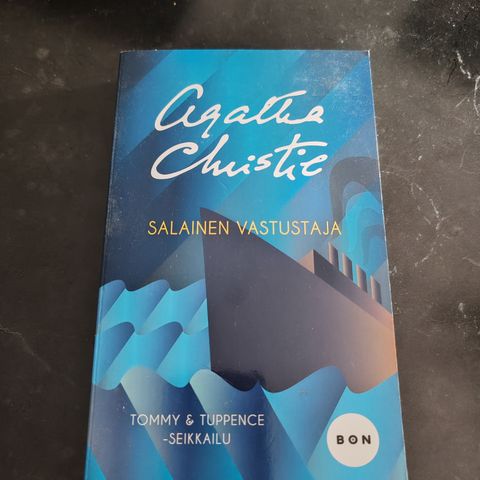 Agatha
Christie
SALAINEN VASTUSTAJA
TOMMY & TUPPENCE
-SEIKKAILU
BON